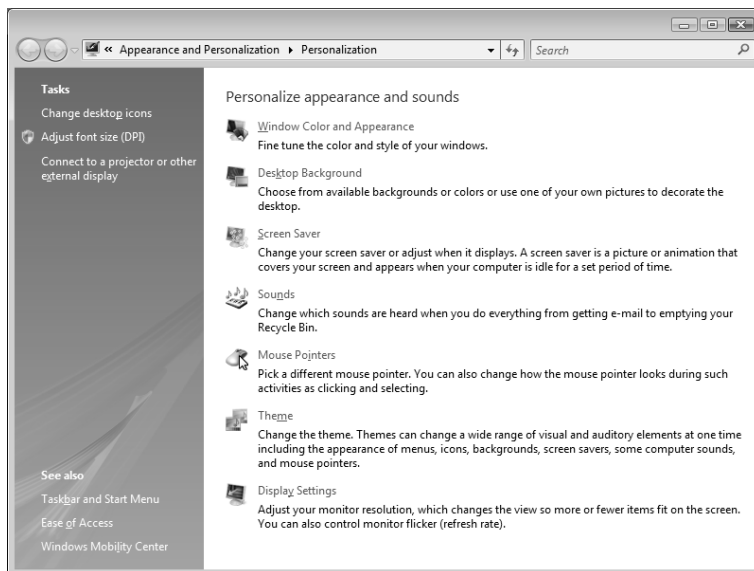 « Appearance and Personalization ▸ Personalization
Search
Tasks
Change desktop icons
Adjust font size (DPI)
Connect to a projector or other
external display
See also
Taskbar and Start Menu
Ease of Access
Windows Mobility Center
Personalize appearance and sounds
Window Color and Appearance
Fine tune the color and style of your windows.
Desktop Background
Choose from available backgrounds or colors or use one of your own pictures to decorate the
desktop.
Screen Saver
Change your screen saver or adjust when it displays. A screen saver is a picture or animation that
covers your screen and appears when your computer is idle for a set period of time.
Sounds
Change which sounds are heard when you do everything from getting e-mail to emptying your
Recycle Bin.
Mouse Pointers
Pick a different mouse pointer. You can also change how the mouse pointer looks during such
activities as clicking and selecting.
Theme
Change the theme. Themes can change a wide range of visual and auditory elements at one time
including the appearance of menus, icons, backgrounds, screen savers, some computer sounds,
and mouse pointers.
Display Settings
Adjust your monitor resolution, which changes the view so more or fewer items fit on the screen.
You can also control monitor flicker (refresh rate).